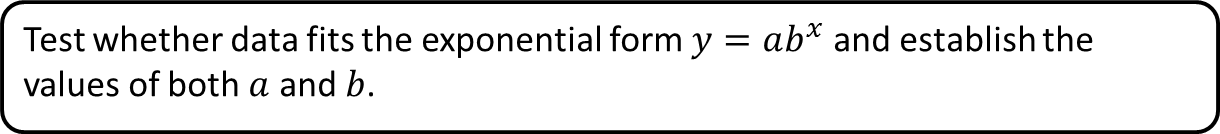 Test whether data fits the exponential form $y = ab^x$ and establish the
values of both $a$ and $b$.